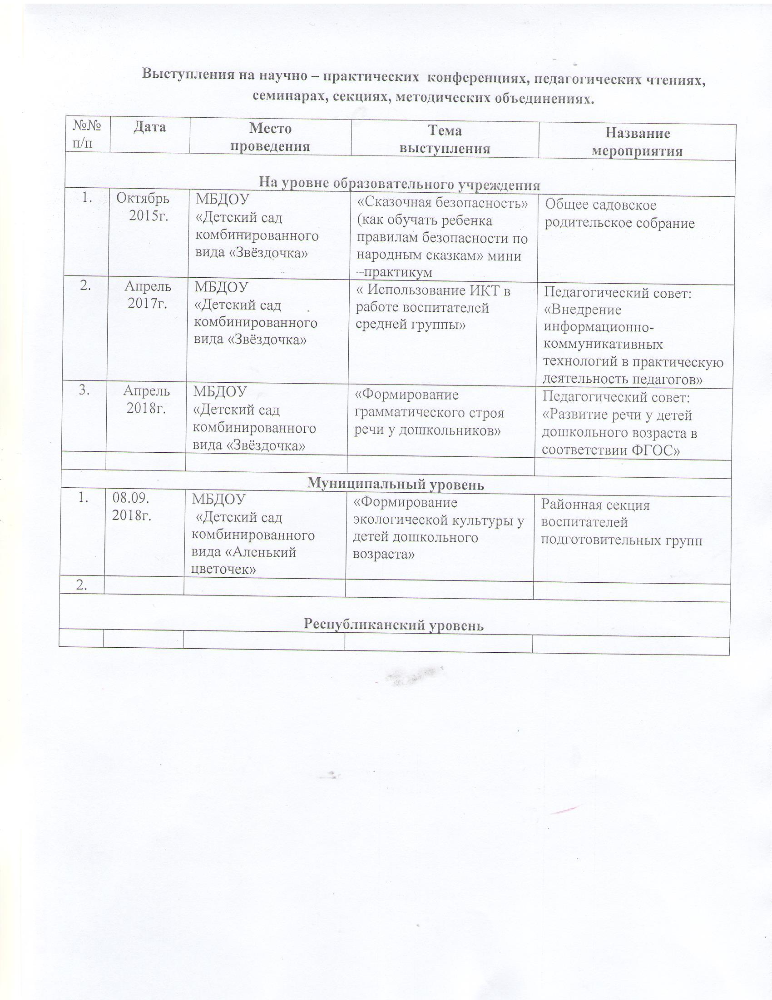 Выступления на научно – практических  конференциях, педагогических чтениях,
семинарах, секциях, методических объединениях.
№№
п/п
Дата
Место
проведения
Тема
выступления
Название
мероприятия
На уровне образовательного учреждения
1.
Октябрь
2015г.
МБДОУ
«Детский сад
комбинированного
вида «Звёздочка»
«Сказочная безопасность»
(как обучать ребенка
правилам безопасности по
народным сказкам» мини
–практикум
Общее садовское
родительское собрание
2.
Апрель
2017г.
МБДОУ
«Детский сад
комбинированного
вида «Звёздочка»
« Использование ИКТ в
работе воспитателей
средней группы»
Педагогический совет:
«Внедрение
информационно-
коммуникативных
технологий в практическую
деятельность педагогов»
3.
Апрель
2018г.
МБДОУ
«Детский сад
комбинированного
вида «Звёздочка»
«Формирование
грамматического строя
речи у дошкольников»
Педагогический совет:
«Развитие речи у детей
дошкольного возраста в
соответствии ФГОС»
Муниципальный уровень
1.
08.09.
2018г.
МБДОУ
«Детский сад
комбинированного
вида «Аленький
цветочек»
«Формирование
экологической культуры у
детей дошкольного
возраста»
Районная секция
воспитателей
подготовительных групп
2.
Республиканский уровень